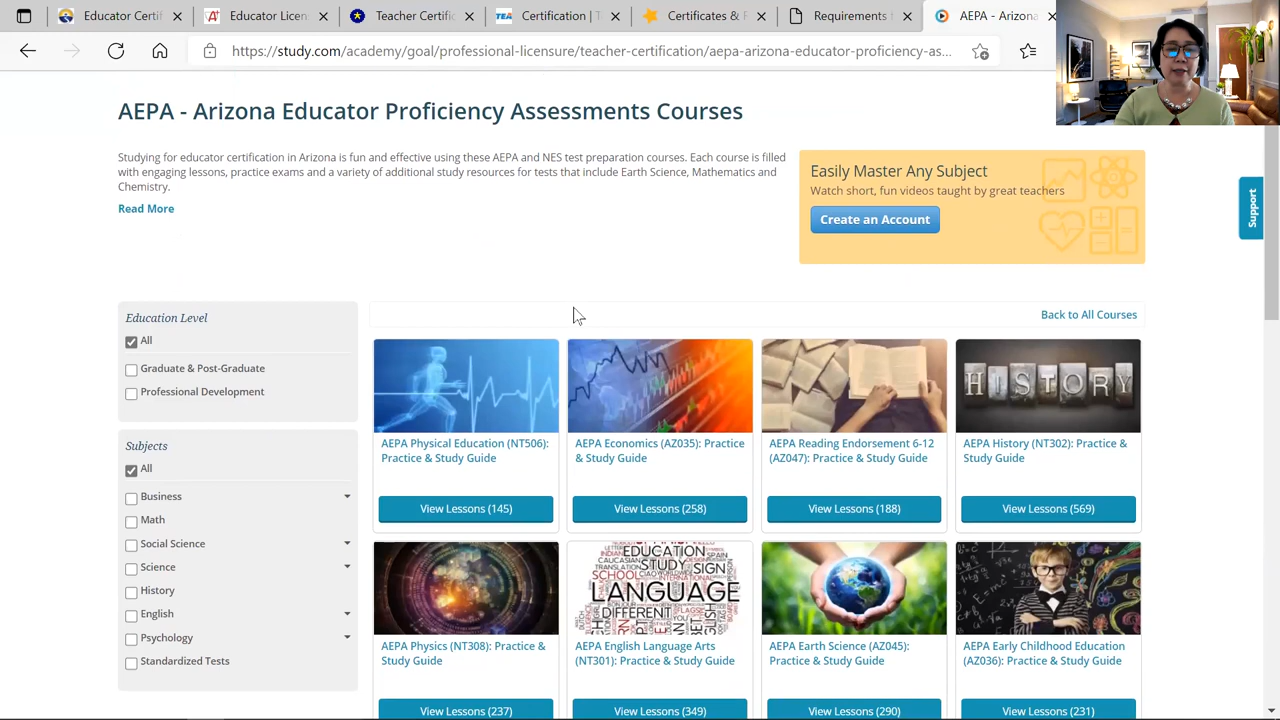 Education Cert
Educator Licen
Teacher Certific
TEA
Certification | T
Certificates & F
Requirements f
AEPA - Arizona
https://study.com/academy/goal/professional-licensure/teacher-certification/aepa-arizona-educator-proficiency-as...
AEPA - Arizona Educator Proficiency Assessments Courses
Studying for educator certification in Arizona is fun and effective using these AEPA and NES test preparation courses. Each course is filled
with engaging lessons, practice exams and a variety of additional study resources for tests that include Earth Science, Mathematics and
Chemistry.
Read More
Easily Master Any Subject
Watch short, fun videos taught by great teachers
Create an Account
Support
Education Level
All
Graduate & Post-Graduate
Professional Development
Subjects
All
Business
Math
Social Science
Science
History
English
Psychology
Standardized Tests
Back to All Courses
HISTORY
AEPA Physical Education (NT506):
Practice & Study Guide
View Lessons (145)
AEPA Economics (AZ035): Practice
& Study Guide
View Lessons (258)
AEPA Reading Endorsement 6-12
(AZ047): Practice & Study Guide
View Lessons (188)
AEPA History (NT302): Practice &
Study Guide
View Lessons (569)
EDUCATION
STUDY
SIGN
SCHOOL
LANGUAGE
DIFFERENT
AEPA Physics (NT308): Practice &
Study Guide
View Lessons (237)
AEPA English Language Arts
(NT301): Practice & Study Guide
View Lessons (349)
AEPA Earth Science (AZ045):
Practice & Study Guide
View Lessons (290)
AEPA Early Childhood Education
(AZ036): Practice & Study Guide
View Lessons (231)